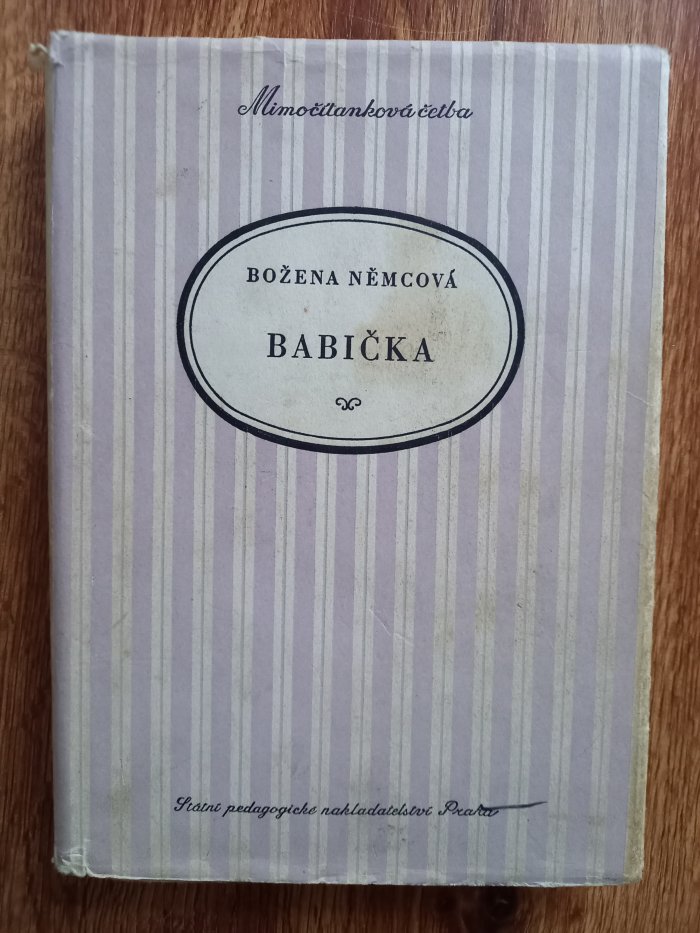 Mimočítanková četba
BOŽENA NĚMCOVÁ
BABIČKA
Státní pedagogické nakladatelství Praha